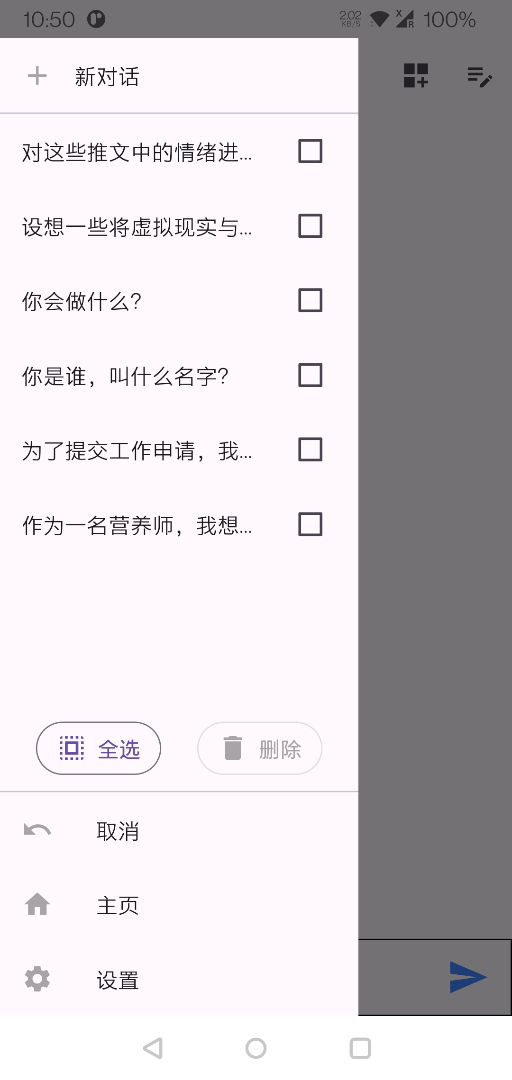 10:50
2.02 KB/S
X
R
100%
新对话
对这些推文中的情绪进...
设想一些将虚拟现实与...
你会做什么?
你是谁，叫什么名字?
为了提交工作申请，我...
作为一名营养师，我想...
全选
删除
取消
主页
设置